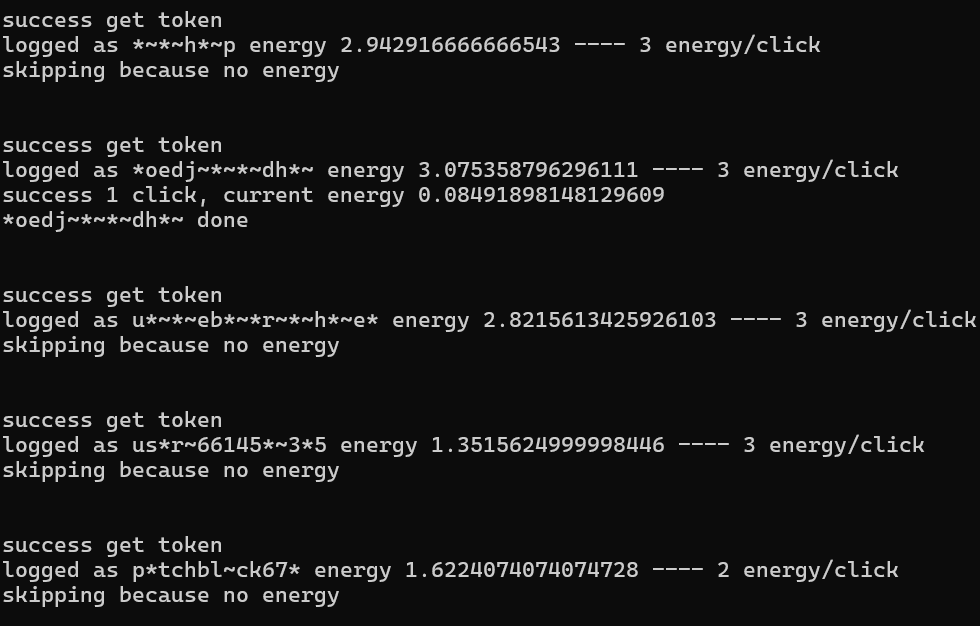 success get token
logged as *~*~h*~p energy 2.942916666666543 ---- 3 energy/click
skipping because no energy
success get token
logged as *oedj~*~*~dh*~ energy 3.075358796296111 ---- 3 energy/click
success 1 click, current energy 0.08491898148129609
*oedj~*~*~dh*~ done
success get token
logged as u*~*~eb*~*r~*~*h*~e* energy 2.8215613425926103 ---- 3 energy/click
skipping because no energy
success get token
logged as us*r~66145*~3*5 energy 1.3515624999998446 ---- 3 energy/click
skipping because no energy
success get token
logged as p*tchbl~ck67* energy 1.6224074074074728 ---- 2 energy/click
skipping because no energy